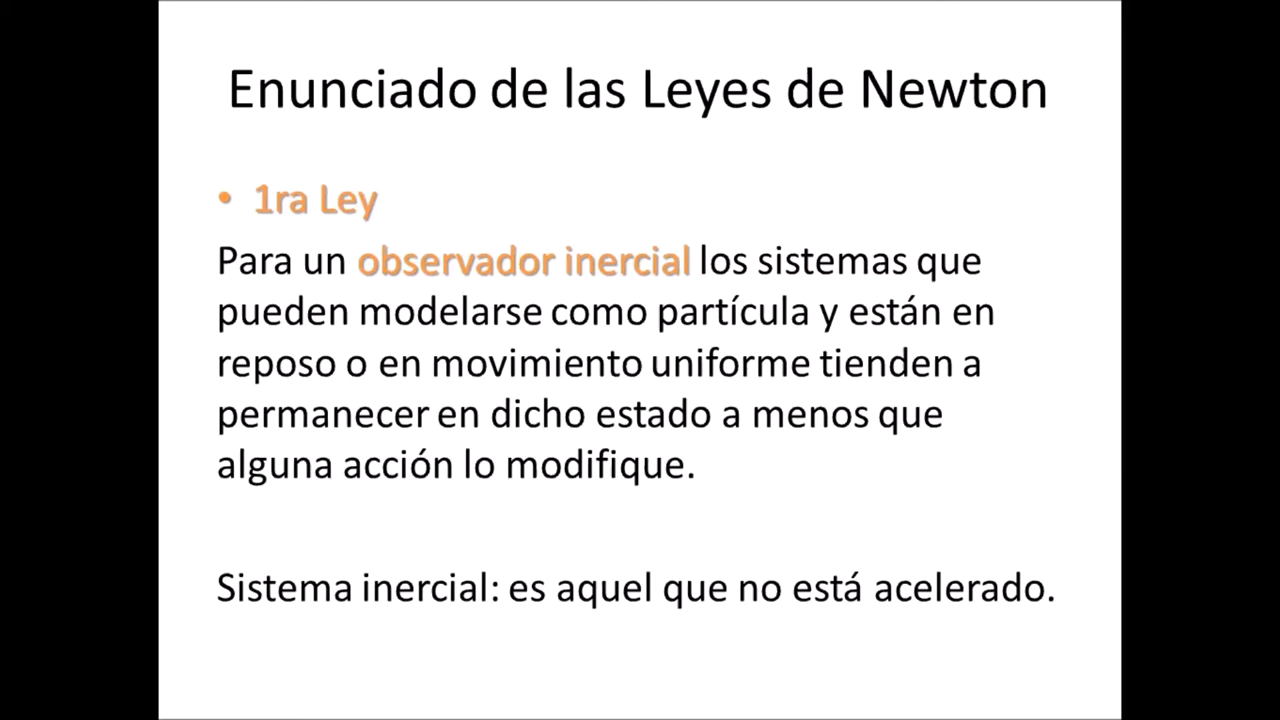 Enunciado de las Leyes de Newton
• 1ra Ley
Para un observador inercial los sistemas que
pueden modelarse como partícula y están en
reposo o en movimiento uniforme tienden a
permanecer en dicho estado a menos que
alguna acción lo modifique.
Sistema inercial: es aquel que no está acelerado.